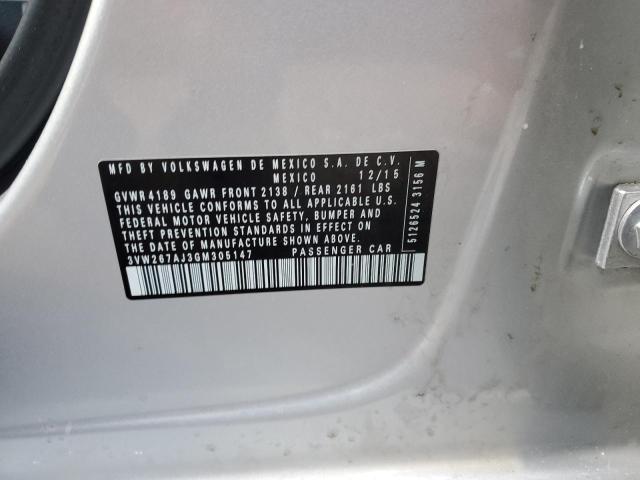 MFD BY VOLKSWAGEN DE MEXICO S.A. DE C.V.
MEXICO 12/15
GVWR 4189 GAWR FRONT 2138 / REAR 2161 LBS
THIS VEHICLE CONFORMS TO ALL APPLICABLE U.S.
FEDERAL MOTOR VEHICLE SAFETY, BUMPER AND
THEFT PREVENTION STANDARDS IN EFFECT ON
THE DATE OF MANUFACTURE SHOWN ABOVE.
3VW267AJ3GM305147 PASSENGER CAR
5126524 3156 M